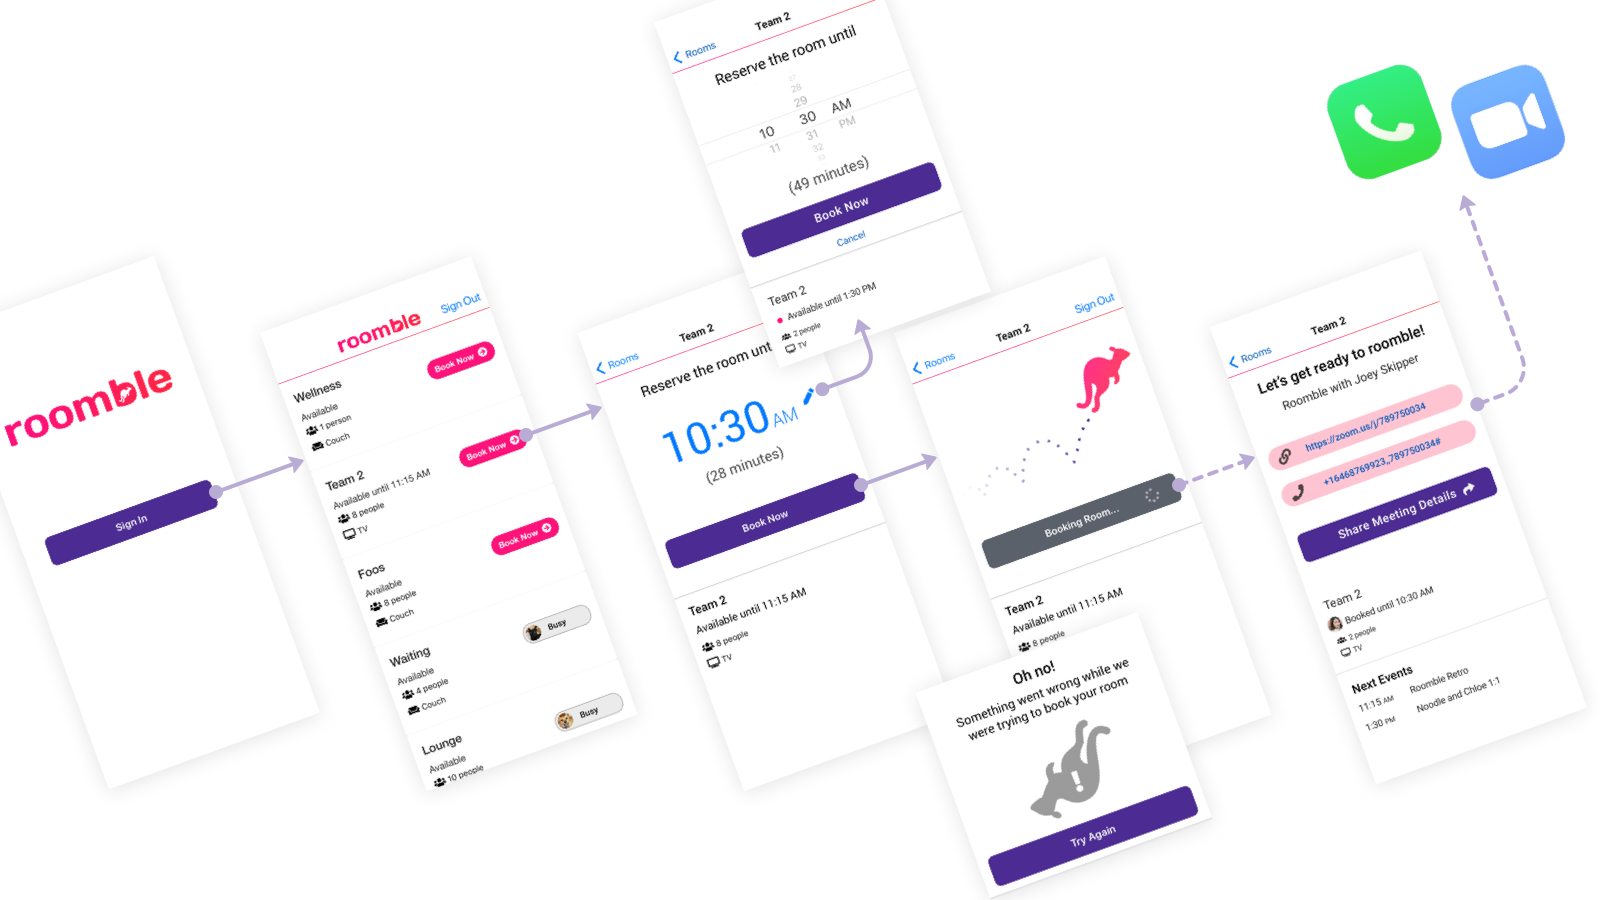 roomble
Sign In
roomble
Sign Out
Wellness
Book Now
Available
1 person
Couch
Team 2
Book Now
Available until 11:15 AM
8 people
TV
Foos
Book Now
Available
8 people
Couch
Waiting
Busy
Available
4 people
Couch
Lounge
Busy
Available
10 people
Team 2
Rooms
Reserve the room unt
10:30 AM
(28 minutes)
Book Now
Team 2
Available until 11:15 AM
8 people
TV
Team 2
Rooms
Reserve the room until
27
28
29
10 30 AM
11 31 PM
32
33
(49 minutes)
Book Now
Cancel
Team 2
Available until 1:30 PM
2 people
TV
Team 2
Sign Out
Rooms
Booking Room...
Team 2
Available until 11:15 AM
8 people
Oh no!
Something went wrong while we
were trying to book your room
Try Again
Team 2
Rooms
Let's get ready to roomble!
Roomble with Joey Skipper
https://zoom.us/j/789750034
+16468769923,,789750034#
Share Meeting Details
Team 2
Booked until 10:30 AM
2 people
TV
Next Events
11:15 AM Roomble Retro
1:30 PM Noodle and Chloe 1:1